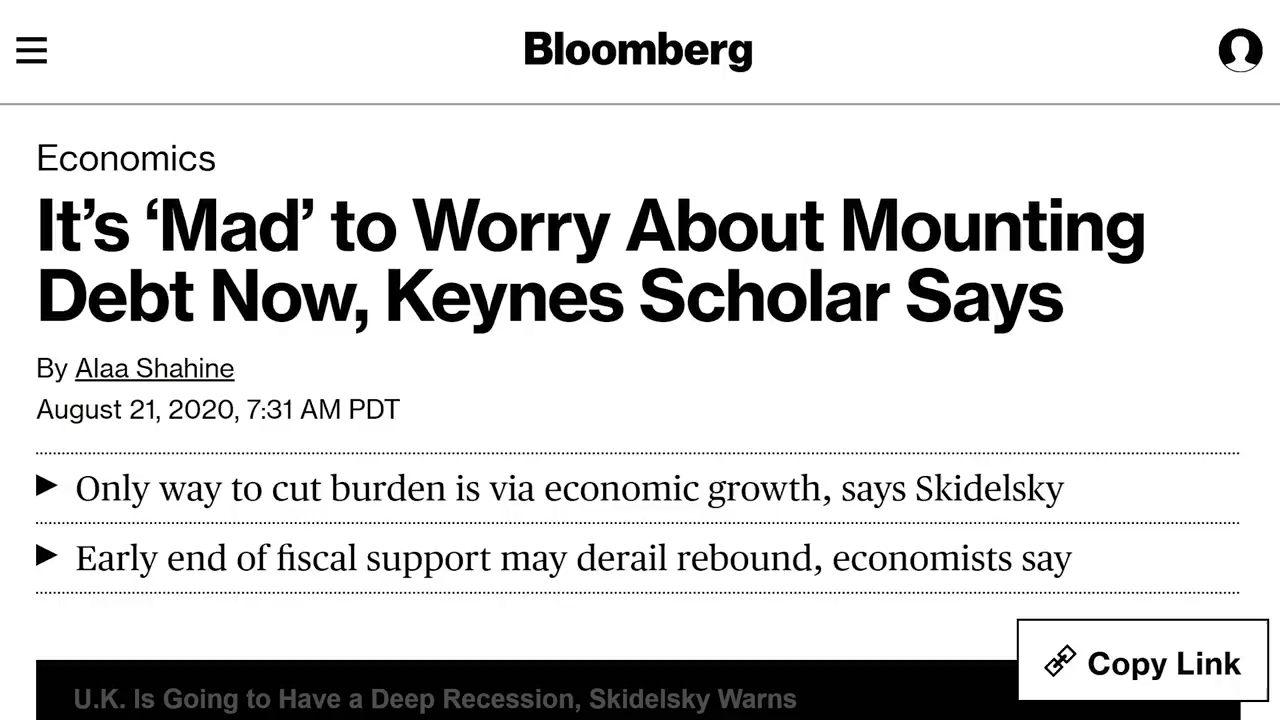 Bloomberg
Economics
It’s ‘Mad’ to Worry About Mounting
Debt Now, Keynes Scholar Says
By Alaa Shahine
August 21, 2020, 7:31 AM PDT
Only way to cut burden is via economic growth, says Skidelsky
Early end of fiscal support may derail rebound, economists say
Copy Link
U.K. Is Going to Have a Deep Recession, Skidelsky Warns